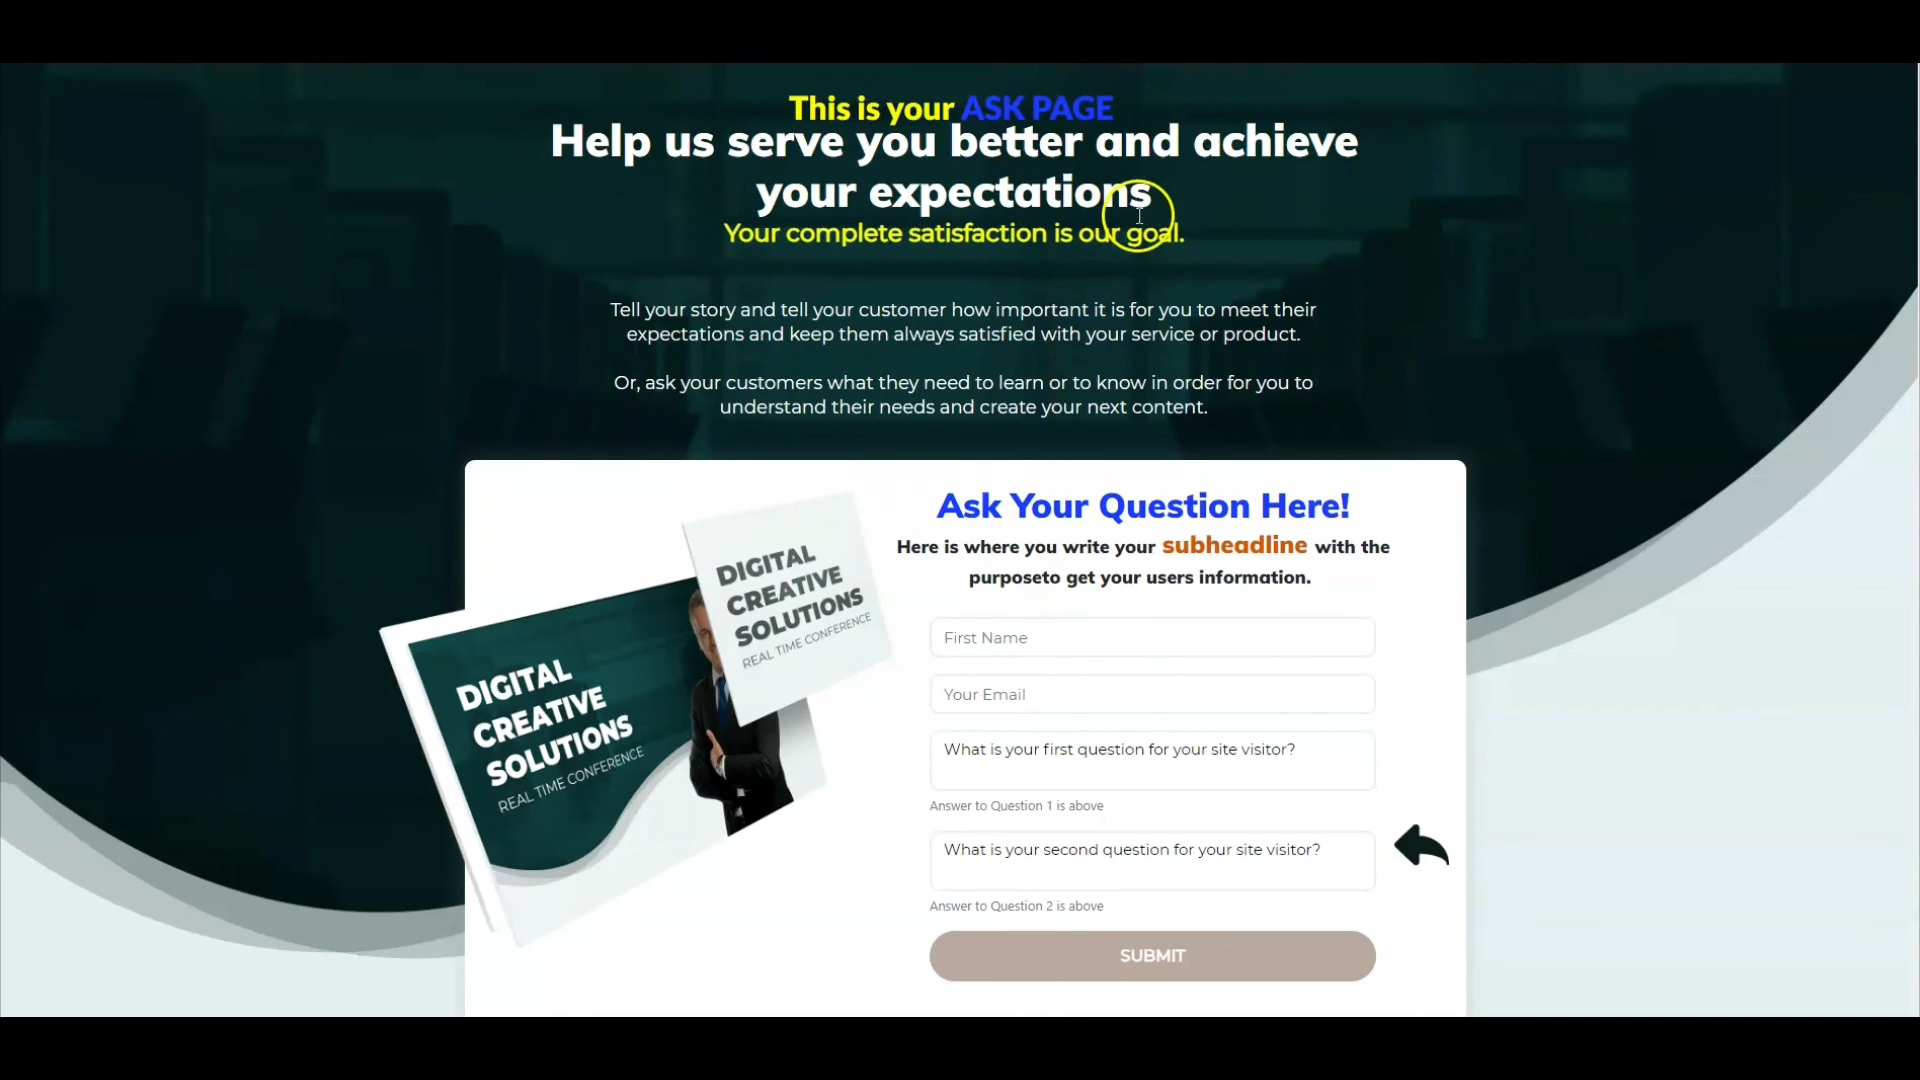 This is your ASK PAGE
Help us serve you better and achieve
your expectations
Your complete satisfaction is our goal.
Tell your story and tell your customer how important it is for you to meet their
expectations and keep them always satisfied with your service or product.
Or, ask your customers what they need to learn or to know in order for you to
understand their needs and create your next content.
DIGITAL
CREATIVE
SOLUTIONS
REAL TIME CONFERENCE
DIGITAL
CREATIVE
SOLUTIONS
REAL TIME CONFERENCE
Ask Your Question Here!
Here is where you write your subheadline with the
purposeto get your users information.
First Name
Your Email
What is your first question for your site visitor?
Answer to Question 1 is above
What is your second question for your site visitor?
Answer to Question 2 is above
SUBMIT